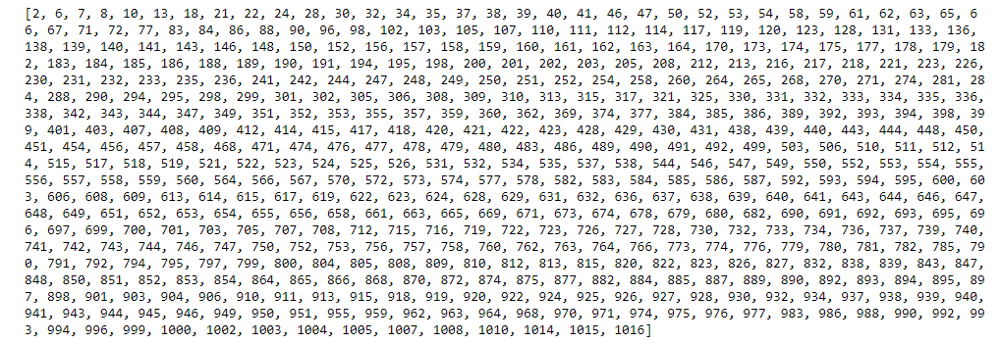 [2, 6, 7, 8, 10, 13, 18, 21, 22, 24, 28, 30, 32, 34, 35, 37, 38, 39, 40, 41, 46, 47, 50, 52, 53, 54, 58, 59, 61, 62, 63, 65, 6
6, 67, 71, 72, 77, 83, 84, 86, 88, 90, 96, 98, 102, 103, 105, 107, 110, 111, 112, 114, 117, 119, 120, 123, 128, 131, 133, 136,
138, 139, 140, 141, 143, 146, 148, 150, 152, 156, 157, 158, 159, 160, 161, 162, 163, 164, 170, 173, 174, 175, 177, 178, 179, 18
2, 183, 184, 185, 186, 188, 189, 190, 191, 194, 195, 198, 200, 201, 202, 203, 205, 208, 212, 213, 216, 217, 218, 221, 223, 226,
230, 231, 232, 233, 235, 236, 241, 242, 244, 247, 248, 249, 250, 251, 252, 254, 258, 260, 264, 265, 268, 270, 271, 274, 281, 28
4, 288, 290, 294, 295, 298, 299, 301, 302, 305, 306, 308, 309, 310, 313, 315, 317, 321, 325, 330, 331, 332, 333, 334, 335, 336,
338, 342, 343, 344, 347, 349, 351, 352, 353, 355, 357, 359, 360, 362, 369, 374, 377, 384, 385, 386, 389, 392, 393, 394, 398, 39
9, 401, 403, 407, 408, 409, 412, 414, 415, 417, 418, 420, 421, 422, 423, 428, 429, 430, 431, 438, 439, 440, 443, 444, 448, 450,
451, 454, 456, 457, 458, 468, 471, 474, 476, 477, 478, 479, 480, 483, 486, 489, 490, 491, 492, 499, 503, 506, 510, 511, 512, 51
4, 515, 517, 518, 519, 521, 522, 523, 524, 525, 526, 531, 532, 534, 535, 537, 538, 544, 546, 547, 549, 550, 552, 553, 554, 555,
556, 557, 558, 559, 560, 564, 566, 567, 570, 572, 573, 574, 577, 578, 582, 583, 584, 585, 586, 587, 592, 593, 594, 595, 600, 60
3, 606, 608, 609, 613, 614, 615, 617, 619, 622, 623, 624, 628, 629, 631, 632, 636, 637, 638, 639, 640, 641, 643, 644, 646, 647,
648, 649, 651, 652, 653, 654, 655, 656, 658, 661, 663, 665, 669, 671, 673, 674, 678, 679, 680, 682, 690, 691, 692, 693, 695, 69
6, 697, 699, 700, 701, 703, 705, 707, 708, 712, 715, 716, 719, 722, 723, 726, 727, 728, 730, 732, 733, 734, 736, 737, 739, 740,
741, 742, 743, 744, 746, 747, 750, 752, 753, 756, 757, 758, 760, 762, 763, 764, 766, 773, 774, 776, 779, 780, 781, 782, 785, 79
0, 791, 792, 794, 795, 797, 799, 800, 804, 805, 808, 809, 810, 812, 813, 815, 820, 822, 823, 826, 827, 832, 838, 839, 843, 847,
848, 850, 851, 852, 853, 854, 864, 865, 866, 868, 870, 872, 874, 875, 877, 882, 884, 885, 887, 889, 890, 892, 893, 894, 895, 89
7, 898, 901, 903, 904, 906, 910, 911, 913, 915, 918, 919, 920, 922, 924, 925, 926, 927, 928, 930, 932, 934, 937, 938, 939, 940,
941, 943, 944, 945, 946, 949, 950, 951, 955, 959, 962, 963, 964, 968, 970, 971, 974, 975, 976, 977, 983, 986, 988, 990, 992, 99
3, 994, 996, 999, 1000, 1002, 1003, 1004, 1005, 1007, 1008, 1010, 1014, 1015, 1016]